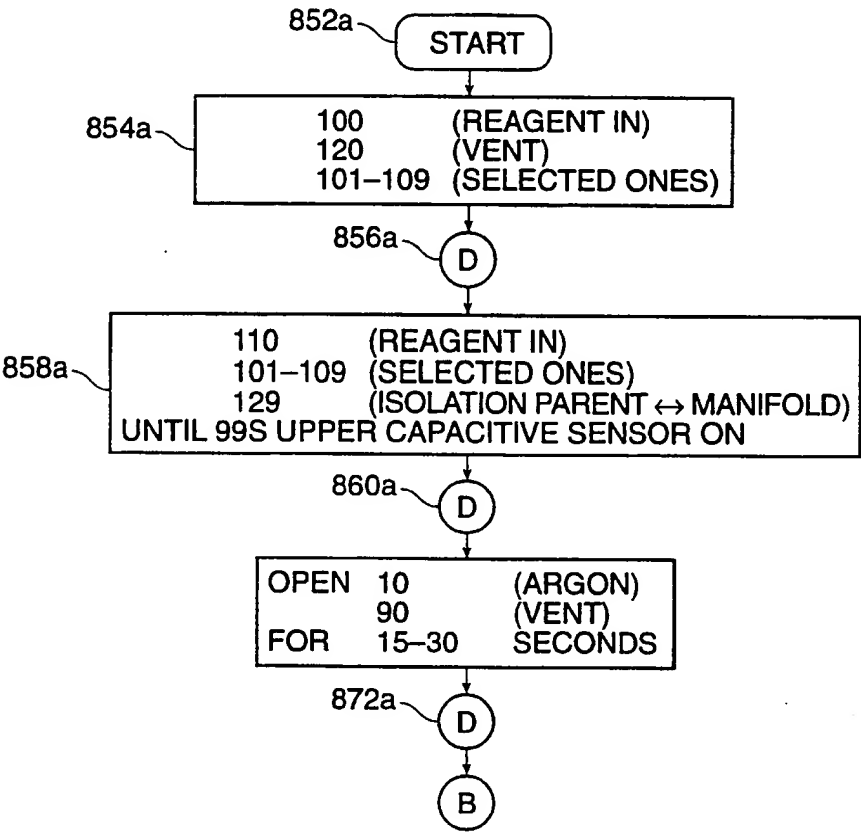 852a
START
854a
100 (REAGENT IN)
120 (VENT)
101–109 (SELECTED ONES)
856a
D
858a
110 (REAGENT IN)
101–109 (SELECTED ONES)
129 (ISOLATION PARENT ↔ MANIFOLD)
UNTIL 99S UPPER CAPACITIVE SENSOR ON
860a
D
OPEN 10 (ARGON)
90 (VENT)
FOR 15–30 SECONDS
872a
D
B